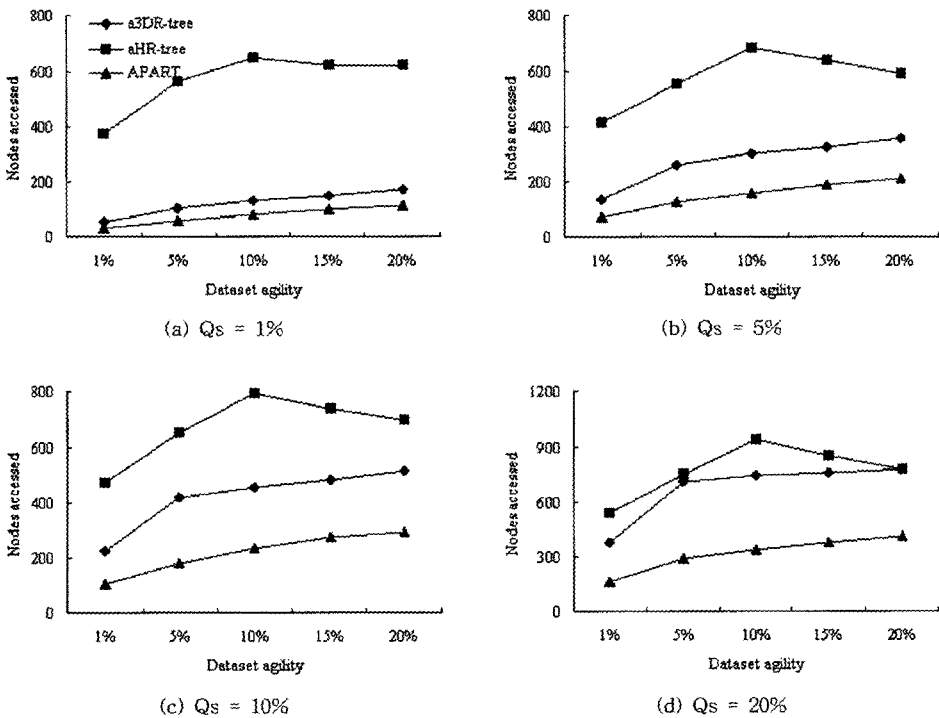 800
600
400
200
0
Nodes accessed
a3DR-tree
aHR-tree
APART
1% 5% 10% 15% 20%
Dataset agility
(a) Qs = 1%
800
600
400
200
0
Nodes accessed
1% 5% 10% 15% 20%
Dataset agility
(b) Qs = 5%
800
600
400
200
0
Nodes accessed
1% 5% 10% 15% 20%
Dataset agility
(c) Qs = 10%
1200
900
600
300
0
Nodes accessed
1% 5% 10% 15% 20%
Dataset agility
(d) Qs = 20%